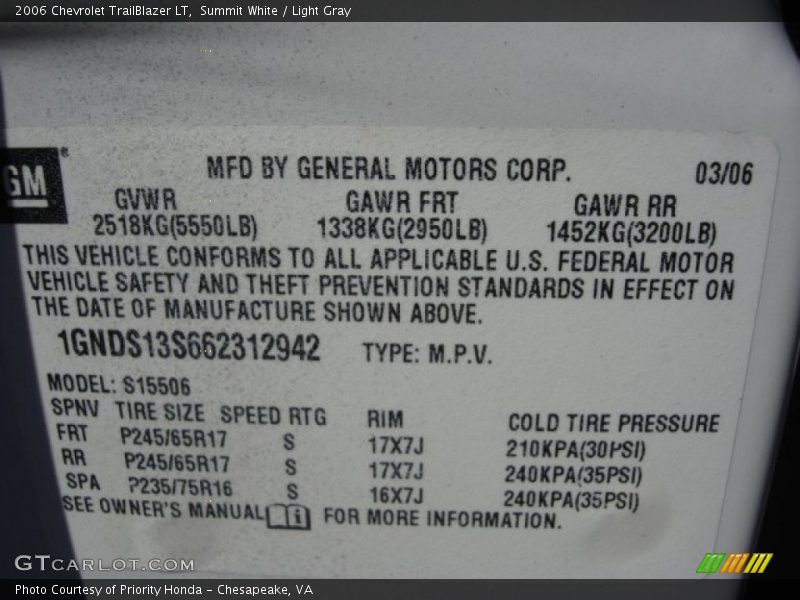 2006 Chevrolet TrailBlazer LT,  Summit White / Light Gray
GM®
MFD BY GENERAL MOTORS CORP. 03/06
GVWR GAWR FRT GAWR RR
2518KG(5550LB) 1338KG(2950LB) 1452KG(3200LB)
THIS VEHICLE CONFORMS TO ALL APPLICABLE U.S. FEDERAL MOTOR
VEHICLE SAFETY AND THEFT PREVENTION STANDARDS IN EFFECT ON
THE DATE OF MANUFACTURE SHOWN ABOVE.
1GNDS13S662312942 TYPE: M.P.V.
MODEL: S15506
SPNV TIRE SIZE SPEED RTG RIM COLD TIRE PRESSURE
FRT P245/65R17 S 17X7J 210KPA(30PSI)
RR P245/65R17 S 17X7J 240KPA(35PSI)
SPA P235/75R16 S 16X7J 240KPA(35PSI)
SEE OWNER'S MANUAL i FOR MORE INFORMATION.
GTCARLOT.COM
Photo Courtesy of Priority Honda - Chesapeake, VA